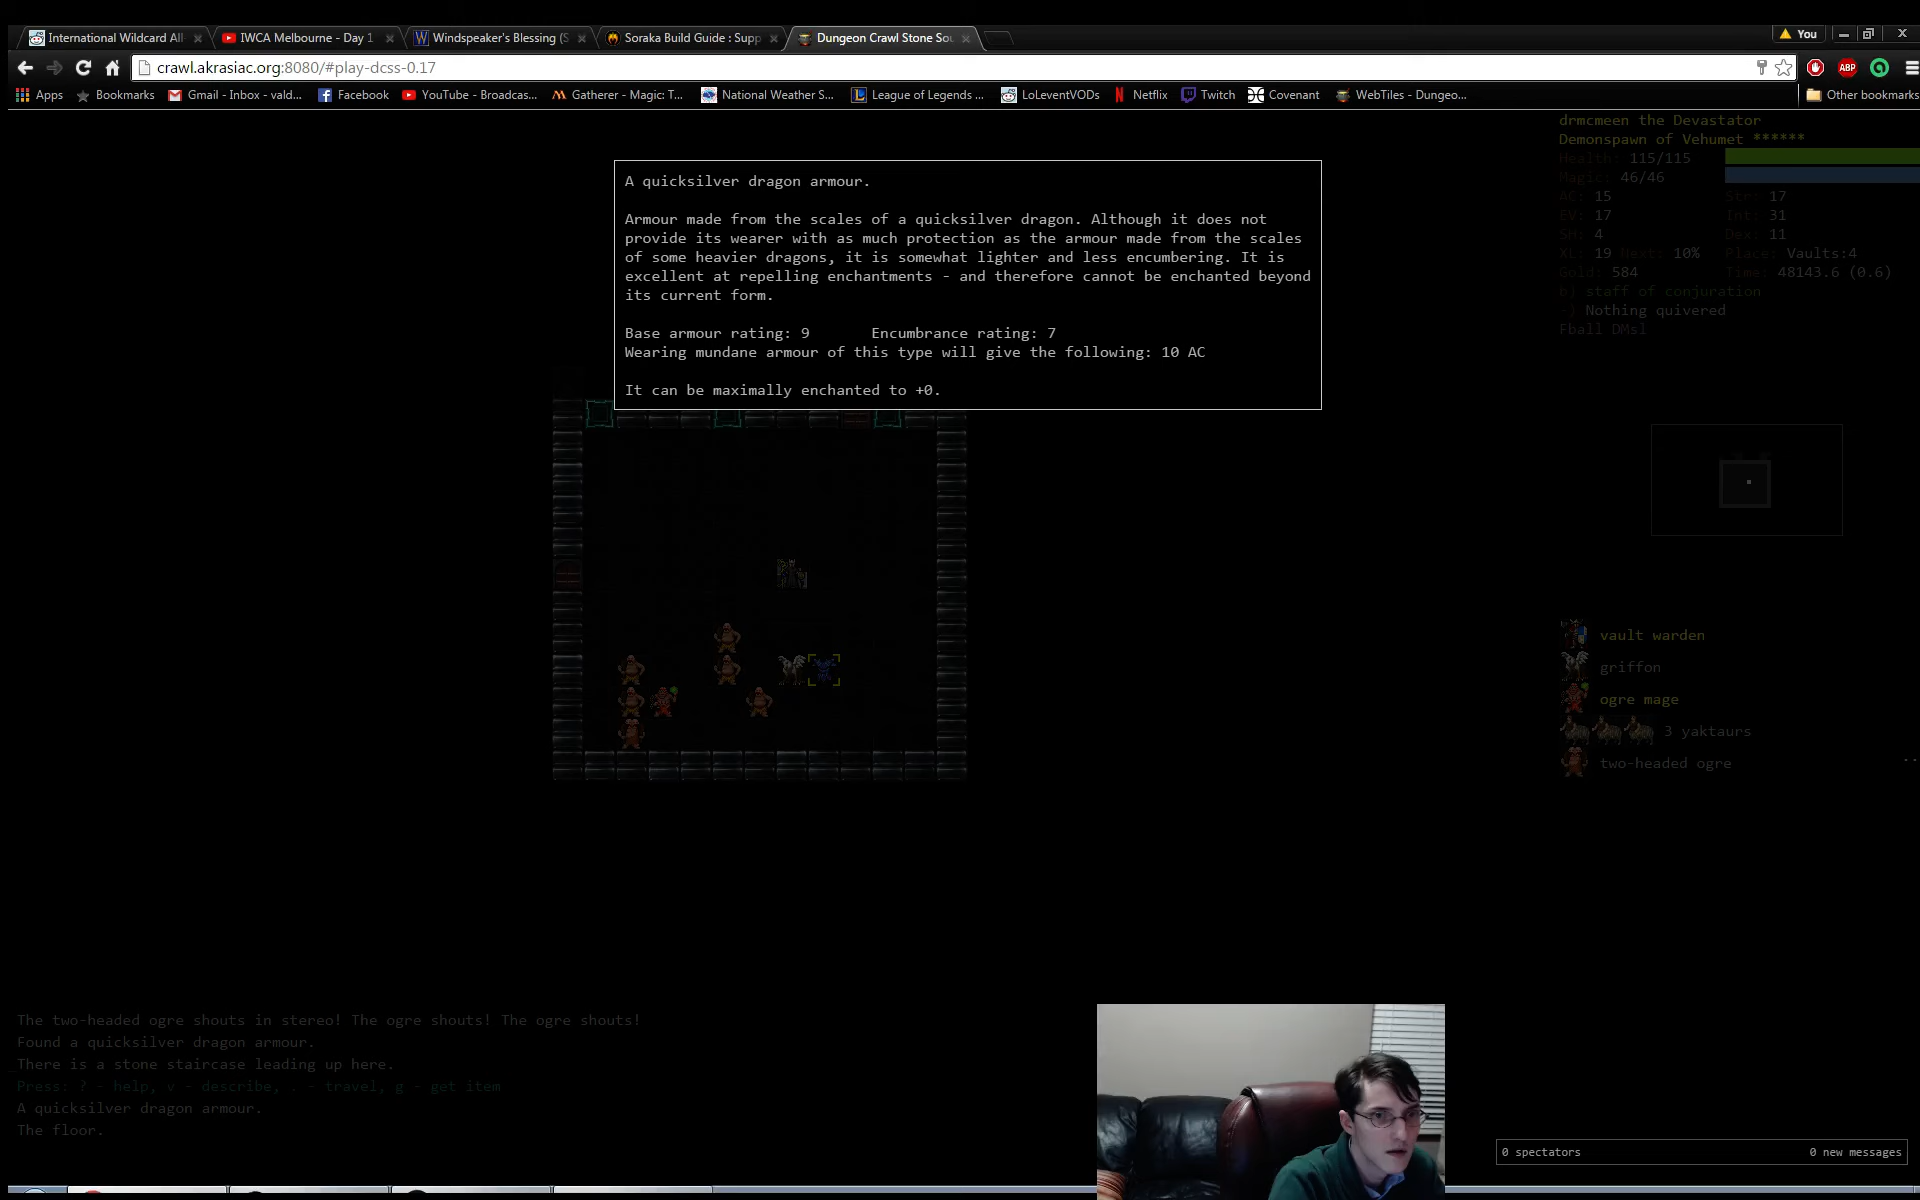 International Wildcard All
IWCA Melbourne - Day 1
Windspeaker's Blessing (S
Soraka Build Guide : Supp
Dungeon Crawl Stone Sou
You
crawl.akrasiac.org:8080/#play-dcss-0.17
ABP
Apps
Bookmarks
Gmail - Inbox - vald...
Facebook
YouTube - Broadcas...
Gatherer - Magic: T...
National Weather S...
League of Legends ...
LoLeventVODs
Netflix
Twitch
Covenant
WebTiles - Dungeo...
Other bookmarks
drmcmeen the Devastator
Demonspawn of Vehumet ******
Health: 115/115
Magic: 46/46
AC: 15 Str: 17
EV: 17 Int: 31
SH: 4 Dex: 11
XL: 19 Next: 10% Place: Vaults:4
Gold: 584 Time: 48143.6 (0.6)
b) staff of conjuration
-) Nothing quivered
Fball DMsl
A quicksilver dragon armour.
Armour made from the scales of a quicksilver dragon. Although it does not
provide its wearer with as much protection as the armour made from the scales
of some heavier dragons, it is somewhat lighter and less encumbering. It is
excellent at repelling enchantments - and therefore cannot be enchanted beyond
its current form.
Base armour rating: 9 Encumbrance rating: 7
Wearing mundane armour of this type will give the following: 10 AC
It can be maximally enchanted to +0.
vault warden
griffon
ogre mage
3 yaktaurs
two-headed ogre
The two-headed ogre shouts in stereo! The ogre shouts! The ogre shouts!
Found a quicksilver dragon armour.
_There is a stone staircase leading up here.
Press: ? - help, v - describe, . - travel, g - get item
A quicksilver dragon armour.
The floor.
0 spectators 0 new messages